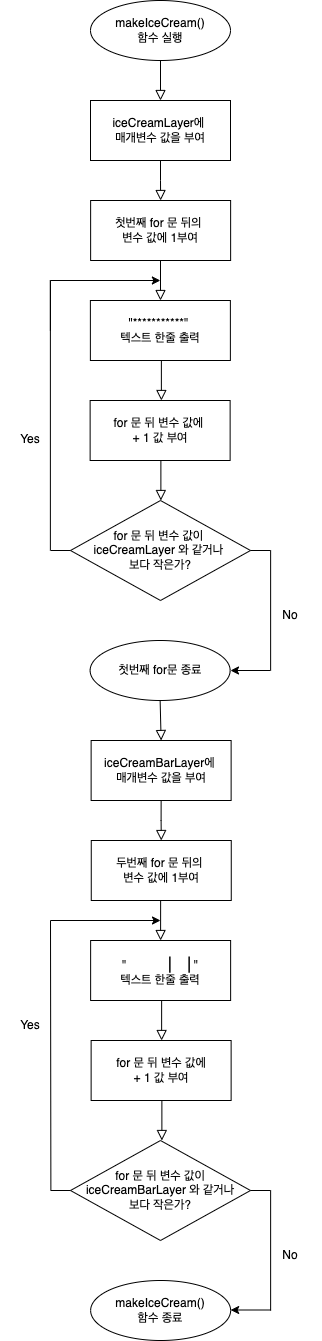 makeIceCream()
함수 실행
iceCreamLayer에
매개변수 값을 부여
첫번째 for 문 뒤의
변수 값에 1부여
"***********"
텍스트 한줄 출력
for 문 뒤 변수 값에
+ 1 값 부여
Yes
for 문 뒤 변수 값이
iceCreamLayer 와 같거나
보다 작은가?
No
첫번째 for문 종료
iceCreamBarLayer에
매개변수 값을 부여
두번째 for 문 뒤의
변수 값에 1부여
" | | "
텍스트 한줄 출력
Yes
for 문 뒤 변수 값에
+ 1 값 부여
for 문 뒤 변수 값이
iceCreamBarLayer 와 같거나
보다 작은가?
No
makeIceCream()
함수 종료